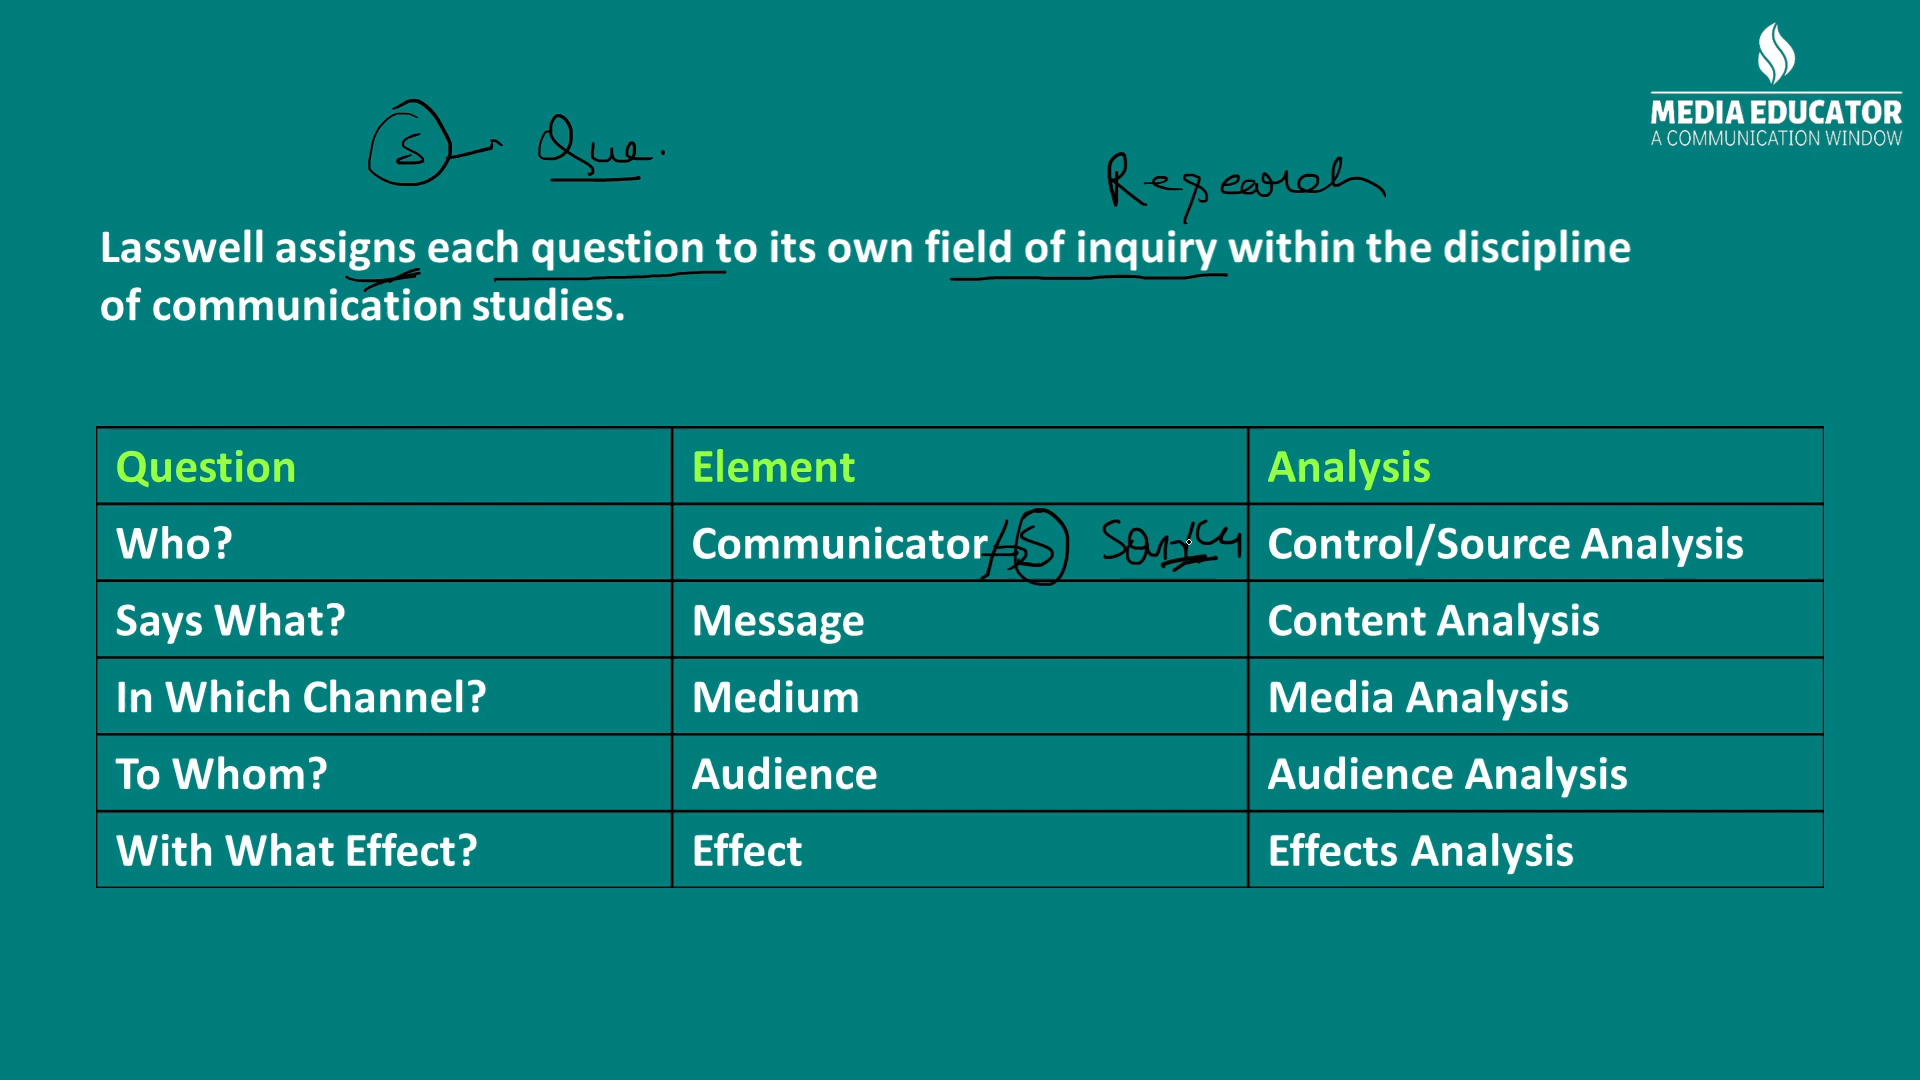 MEDIA EDUCATOR
A COMMUNICATION WINDOW
5 Que.
Research
Lasswell assigns each question to its own field of inquiry within the discipline
of communication studies.
Question Element Analysis
Who? Communicator/S Source Control/Source Analysis
Says What? Message Content Analysis
In Which Channel? Medium Media Analysis
To Whom? Audience Audience Analysis
With What Effect? Effect Effects Analysis